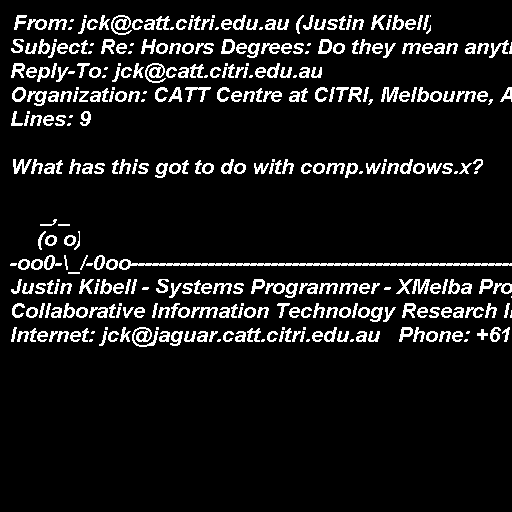 From: jck@catt.citri.edu.au (Justin Kibell)
Subject: Re: Honors Degrees: Do they mean anyt
Reply-To: jck@catt.citri.edu.au
Organization: CATT Centre at CITRI, Melbourne, A
Lines: 9
What has this got to do with comp.windows.x?
_,_
(o o)
-oo0-\_/-0oo---------------------------------------------------
Justin Kibell - Systems Programmer - XMelba Pro
Collaborative Information Technology Research I
Internet: jck@jaguar.catt.citri.edu.au   Phone: +61